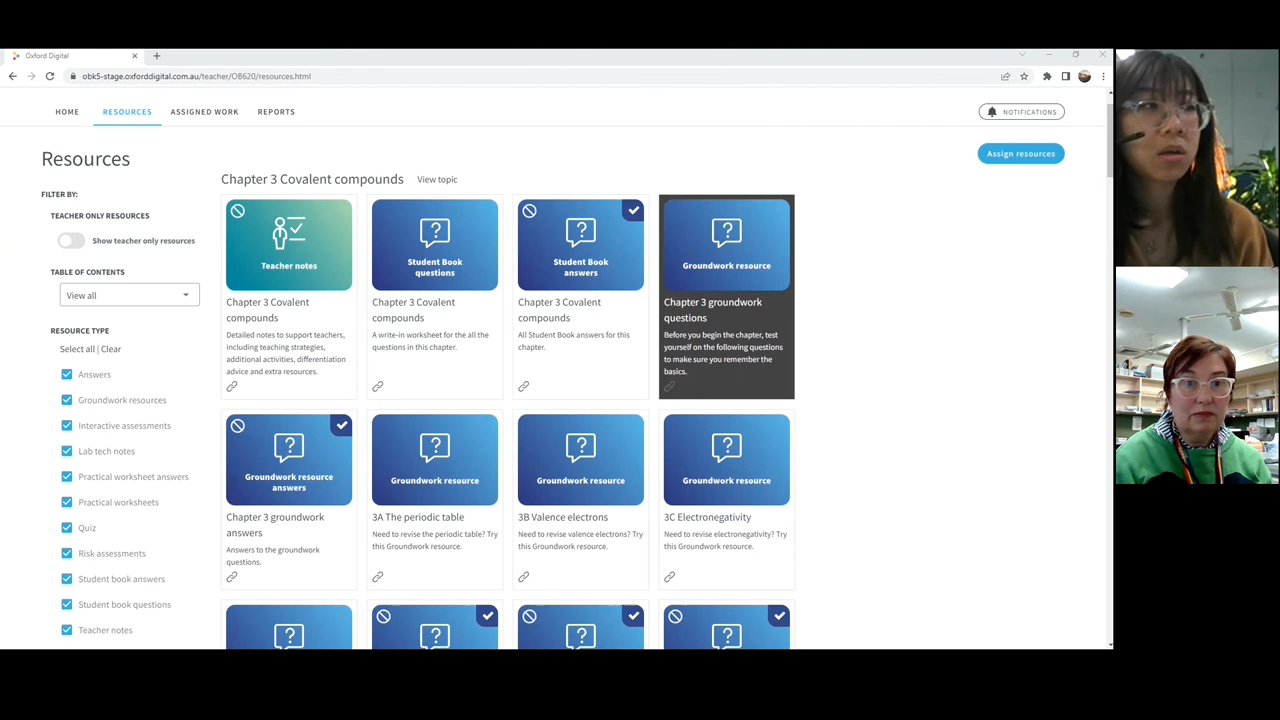 Oxford Digital
obk5-stage.oxforddigital.com.au/teacher/OB620/resources.html
HOME
RESOURCES
ASSIGNED WORK
REPORTS
NOTIFICATIONS
Resources
Assign resources
FILTER BY:
TEACHER ONLY RESOURCES
Show teacher only resources
TABLE OF CONTENTS
View all
RESOURCE TYPE
Select all | Clear
Answers
Groundwork resources
Interactive assessments
Lab tech notes
Practical worksheet answers
Practical worksheets
Quiz
Risk assessments
Student book answers
Student book questions
Teacher notes
Chapter 3 Covalent compounds
View topic
Teacher notes
Chapter 3 Covalent
compounds
Detailed notes to support teachers,
including teaching strategies,
additional activities, differentiation
advice and extra resources.
Student Book
questions
Chapter 3 Covalent
compounds
A write-in worksheet for the all the
questions in this chapter.
Student Book
answers
Chapter 3 Covalent
compounds
All Student Book answers for this
chapter.
Groundwork resource
Chapter 3 groundwork
questions
Before you begin the chapter, test
yourself on the following questions
to make sure you remember the
basics.
Groundwork resource
answers
Chapter 3 groundwork
answers
Answers to the groundwork
questions.
Groundwork resource
3A The periodic table
Need to revise the periodic table? Try
this Groundwork resource.
Groundwork resource
3B Valence electrons
Need to revise valence electrons? Try
this Groundwork resource.
Groundwork resource
3C Electronegativity
Need to revise electronegativity? Try
this Groundwork resource.